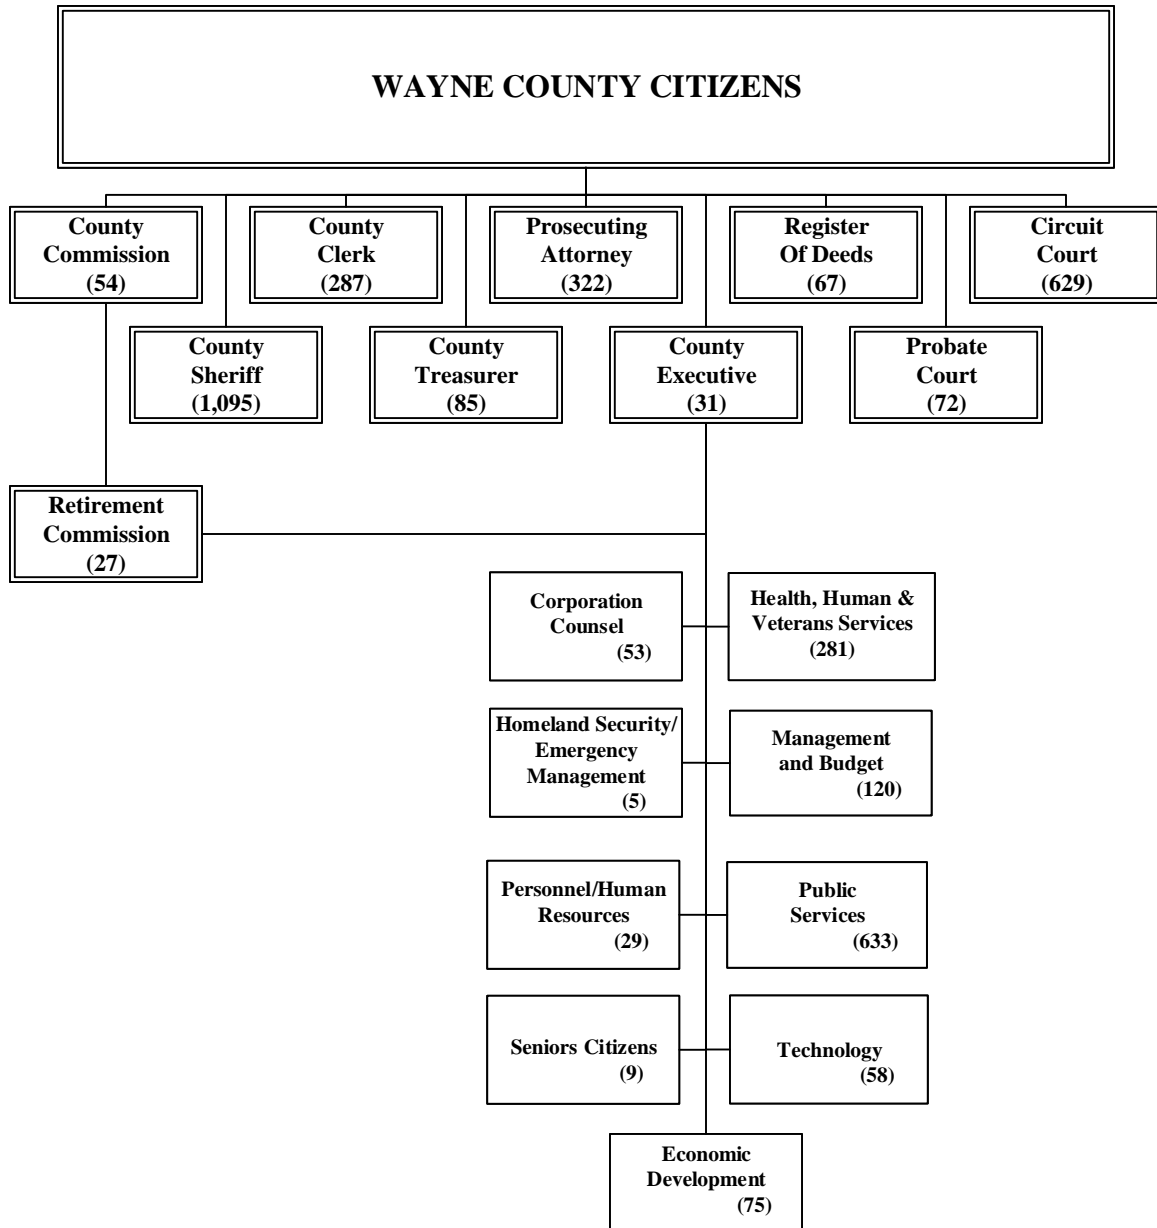 WAYNE COUNTY CITIZENS
County
Commission
(54)
County
Clerk
(287)
Prosecuting
Attorney
(322)
Register
Of Deeds
(67)
Circuit
Court
(629)
County
Sheriff
(1,095)
County
Treasurer
(85)
County
Executive
(31)
Probate
Court
(72)
Retirement
Commission
(27)
Corporation
Counsel
(53)
Health, Human &
Veterans Services
(281)
Homeland Security/
Emergency
Management
(5)
Management
and Budget
(120)
Personnel/Human
Resources
(29)
Public
Services
(633)
Seniors Citizens
(9)
Technology
(58)
Economic
Development
(75)